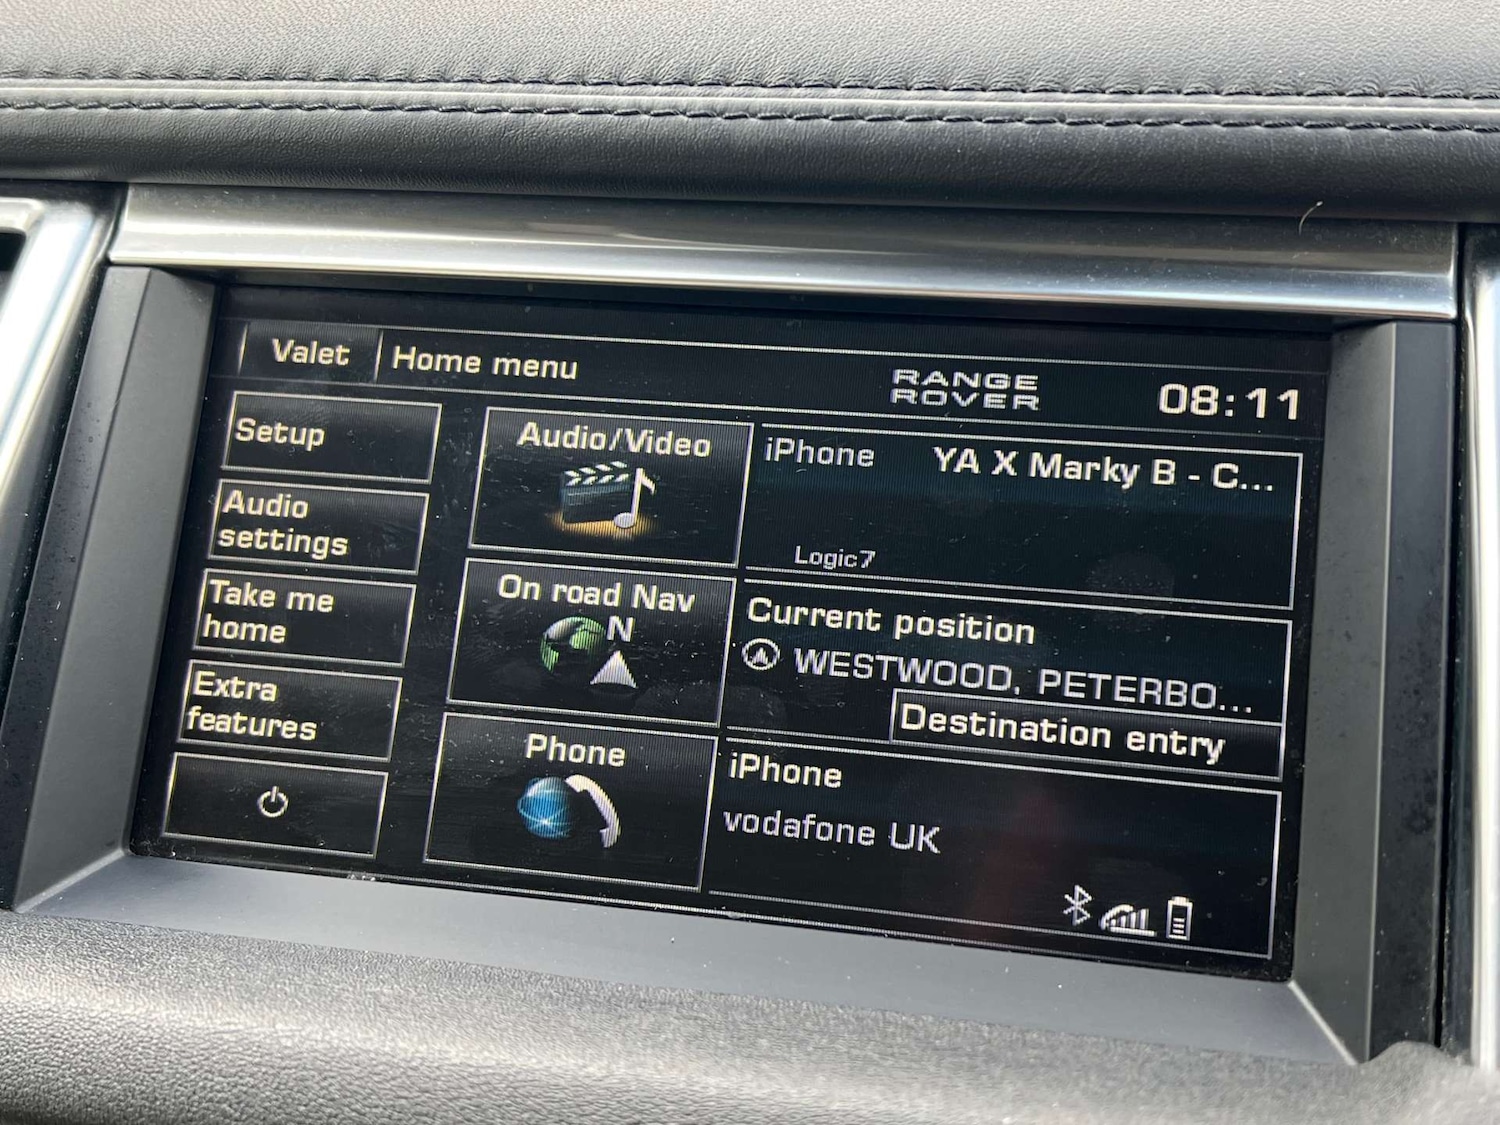 Valet
Home menu
RANGE
ROVER
08:11
Setup
Audio
settings
Take me
home
Extra
features
Audio/Video
On road Nav
N
Phone
iPhone
YA X Marky B - C...
Logic7
Current position
WESTWOOD, PETERBO...
Destination entry
iPhone
vodafone UK